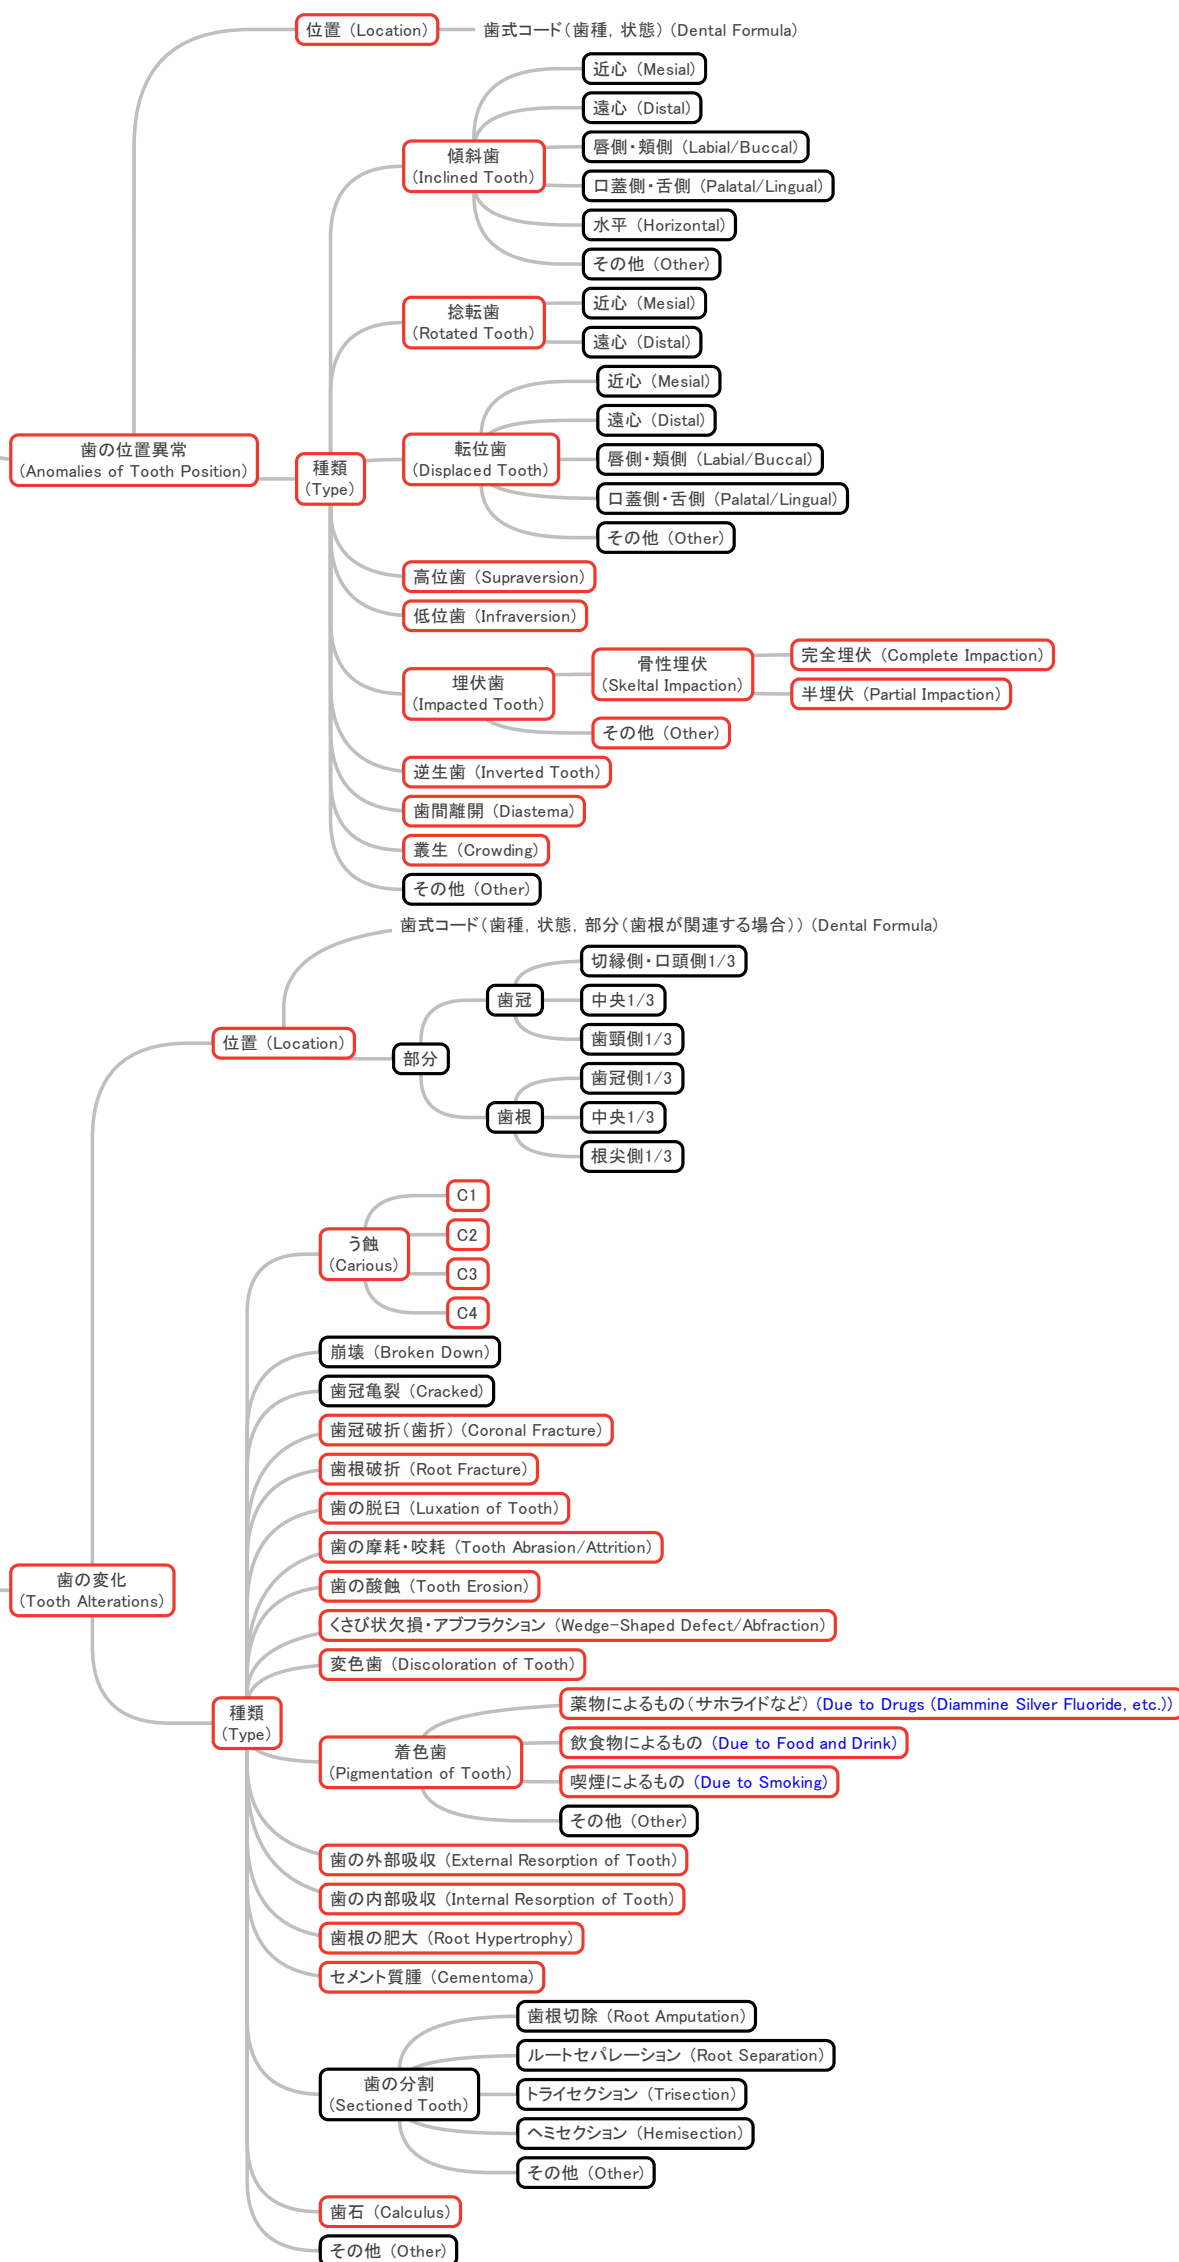 位置 (Location)
歯式コード(歯種, 状態) (Dental Formula)
近心 (Mesial)
遠心 (Distal)
唇側・頬側 (Labial/Buccal)
傾斜歯
(Inclined Tooth)
口蓋側・舌側 (Palatal/Lingual)
水平 (Horizontal)
その他 (Other)
近心 (Mesial)
捻転歯
(Rotated Tooth)
遠心 (Distal)
近心 (Mesial)
遠心 (Distal)
歯の位置異常
(Anomalies of Tooth Position)
種類
(Type)
転位歯
(Displaced Tooth)
唇側・頬側 (Labial/Buccal)
口蓋側・舌側 (Palatal/Lingual)
その他 (Other)
高位歯 (Supraversion)
低位歯 (Infraversion)
埋伏歯
(Impacted Tooth)
骨性埋伏
(Skeltal Impaction)
完全埋伏 (Complete Impaction)
半埋伏 (Partial Impaction)
その他 (Other)
逆生歯 (Inverted Tooth)
歯間離開 (Diastema)
叢生 (Crowding)
その他 (Other)
歯式コード(歯種, 状態, 部分(歯根が関連する場合)) (Dental Formula)
切縁側・口頭側1/3
歯冠
中央1/3
歯頸側1/3
位置 (Location)
部分
歯冠側1/3
歯根
中央1/3
根尖側1/3
C1
う蝕
(Carious)
C2
C3
C4
崩壊 (Broken Down)
歯冠亀裂 (Cracked)
歯冠破折(歯折) (Coronal Fracture)
歯根破折 (Root Fracture)
歯の脱臼 (Luxation of Tooth)
歯の摩耗・咬耗 (Tooth Abrasion/Attrition)
歯の変化
(Tooth Alterations)
歯の酸蝕 (Tooth Erosion)
くさび状欠損・アブフラクション (Wedge-Shaped Defect/Abfraction)
変色歯 (Discoloration of Tooth)
種類
(Type)
薬物によるもの(サホライドなど) (Due to Drugs (Diammine Silver Fluoride, etc.))
着色歯
(Pigmentation of Tooth)
飲食物によるもの (Due to Food and Drink)
喫煙によるもの (Due to Smoking)
その他 (Other)
歯の外部吸収 (External Resorption of Tooth)
歯の内部吸収 (Internal Resorption of Tooth)
歯根の肥大 (Root Hypertrophy)
セメント質腫 (Cementoma)
歯根切除 (Root Amputation)
ルートセパレーション (Root Separation)
歯の分割
(Sectioned Tooth)
トライセクション (Trisection)
ヘミセクション (Hemisection)
その他 (Other)
歯石 (Calculus)
その他 (Other)